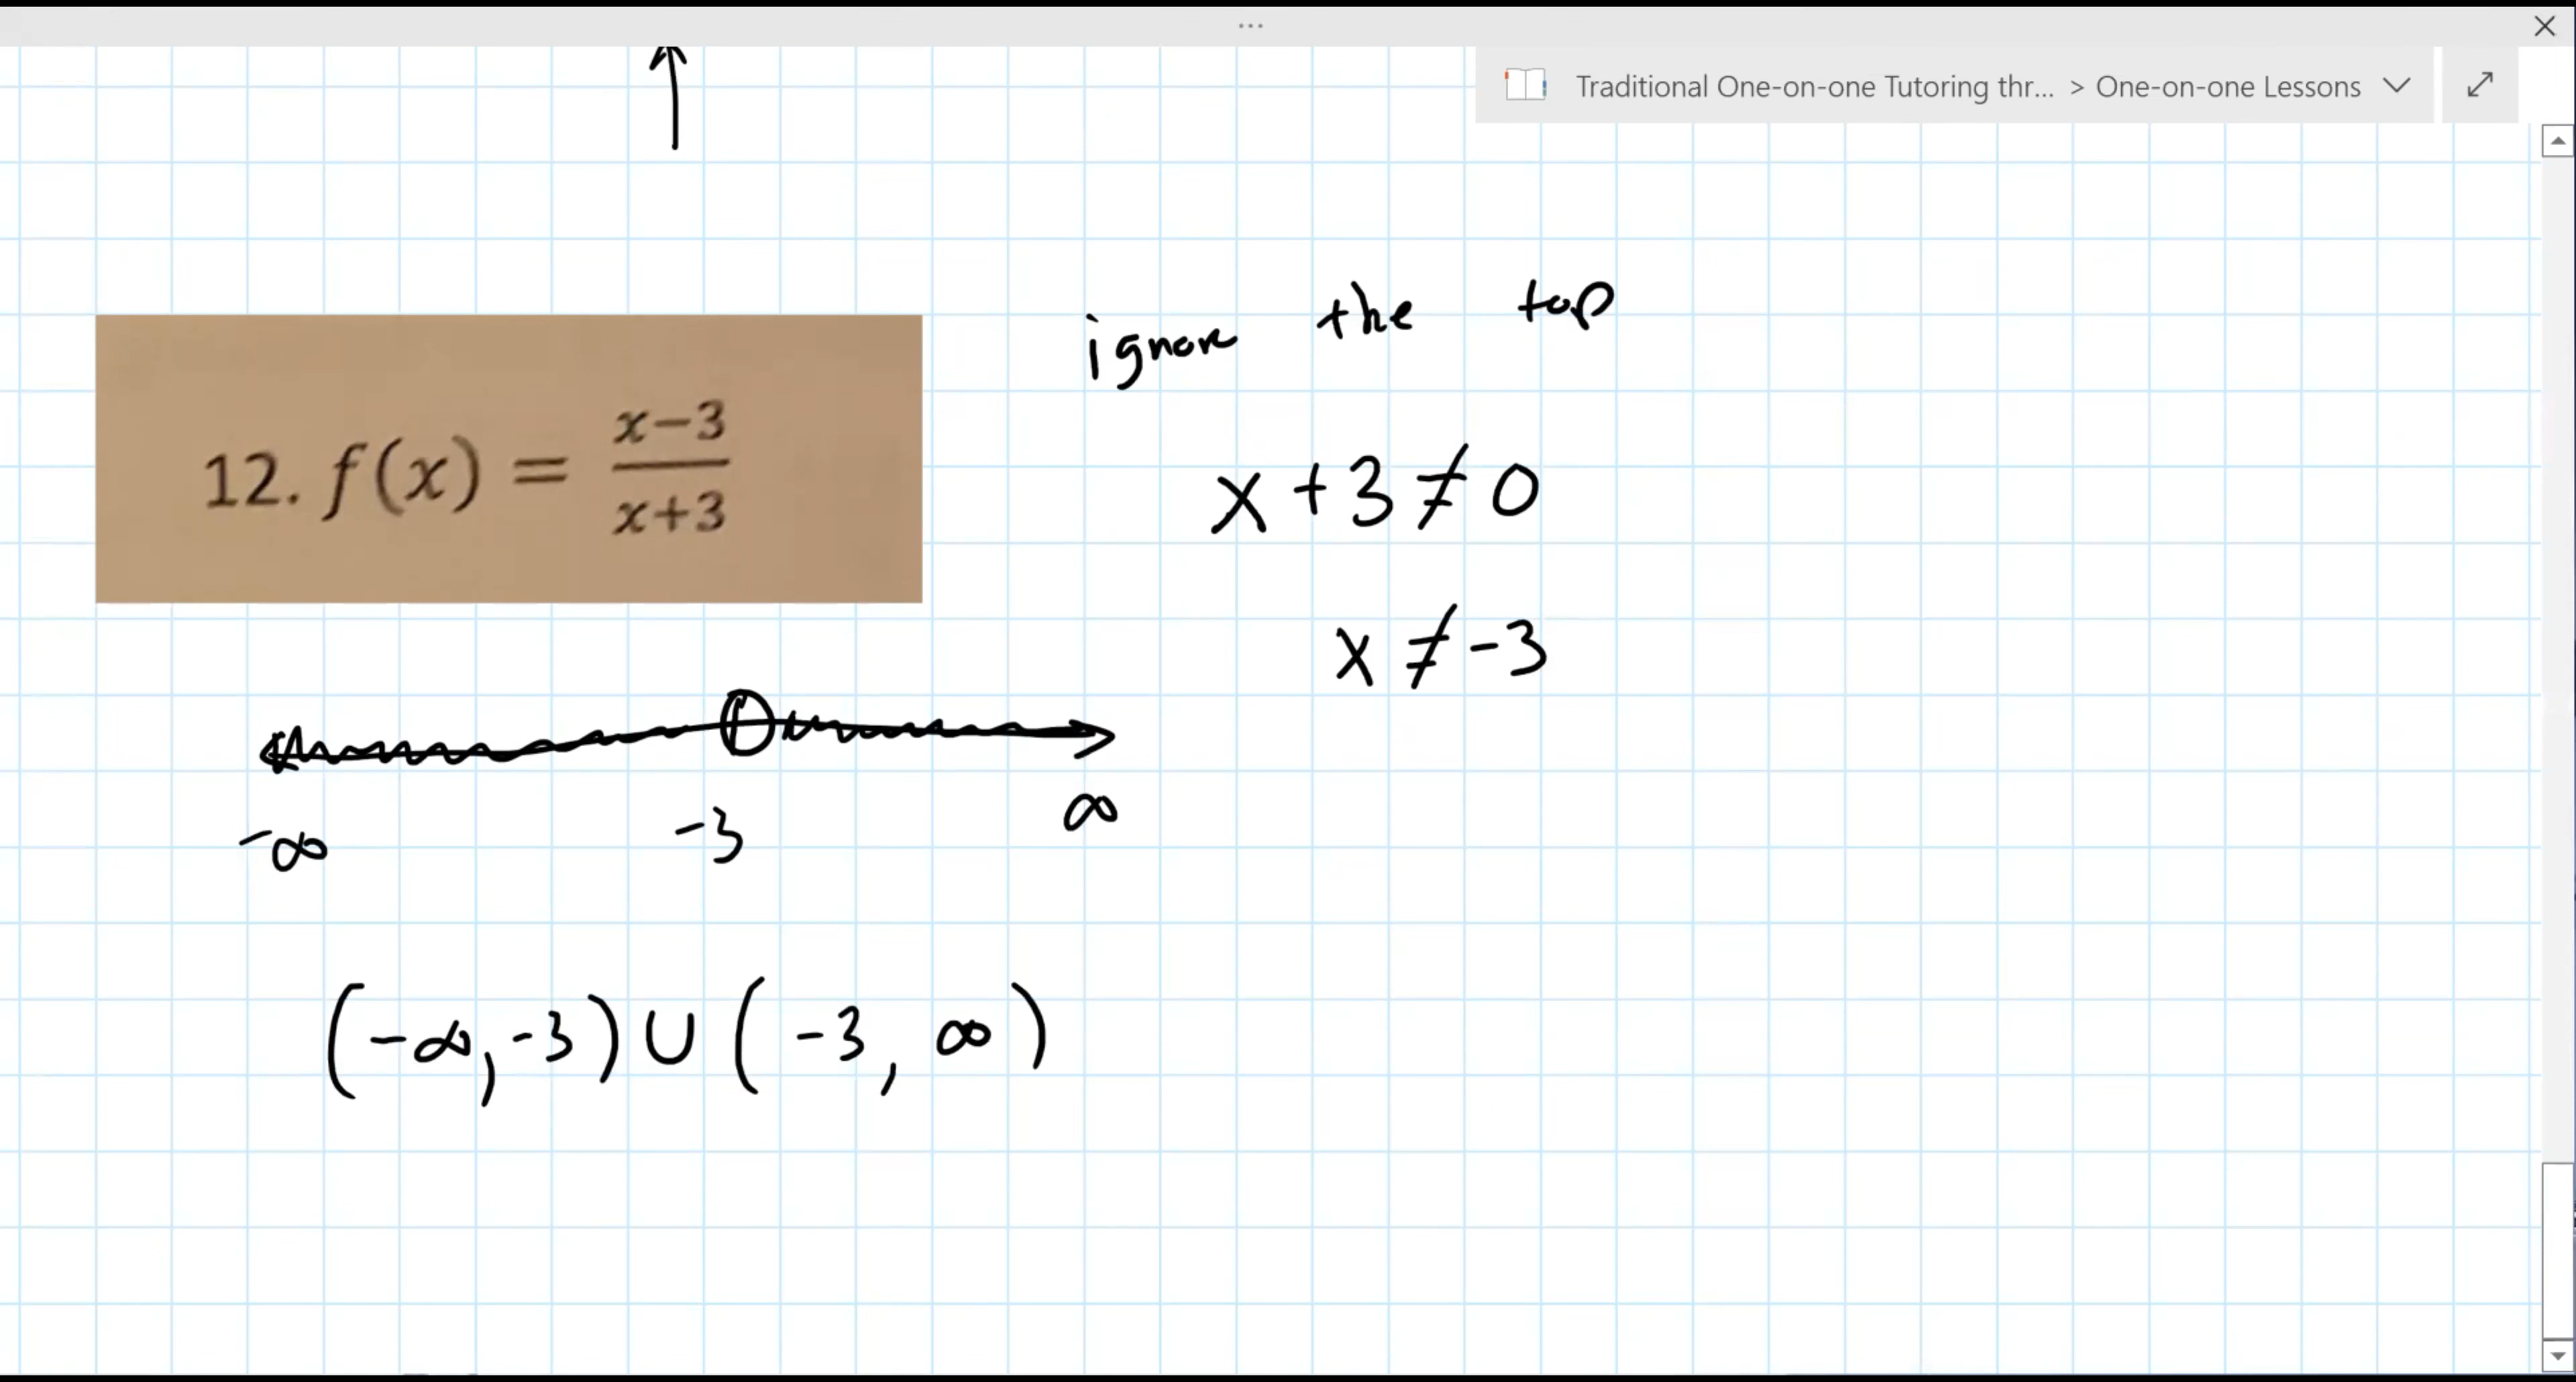 ...
Traditional One-on-one Tutoring thr... > One-on-one Lessons
ignore the top
12. f(x) = x-3/x+3
x + 3 ≠ 0
x ≠ -3
-∞ -3 ∞
(-∞, -3) ∪ (-3, ∞)